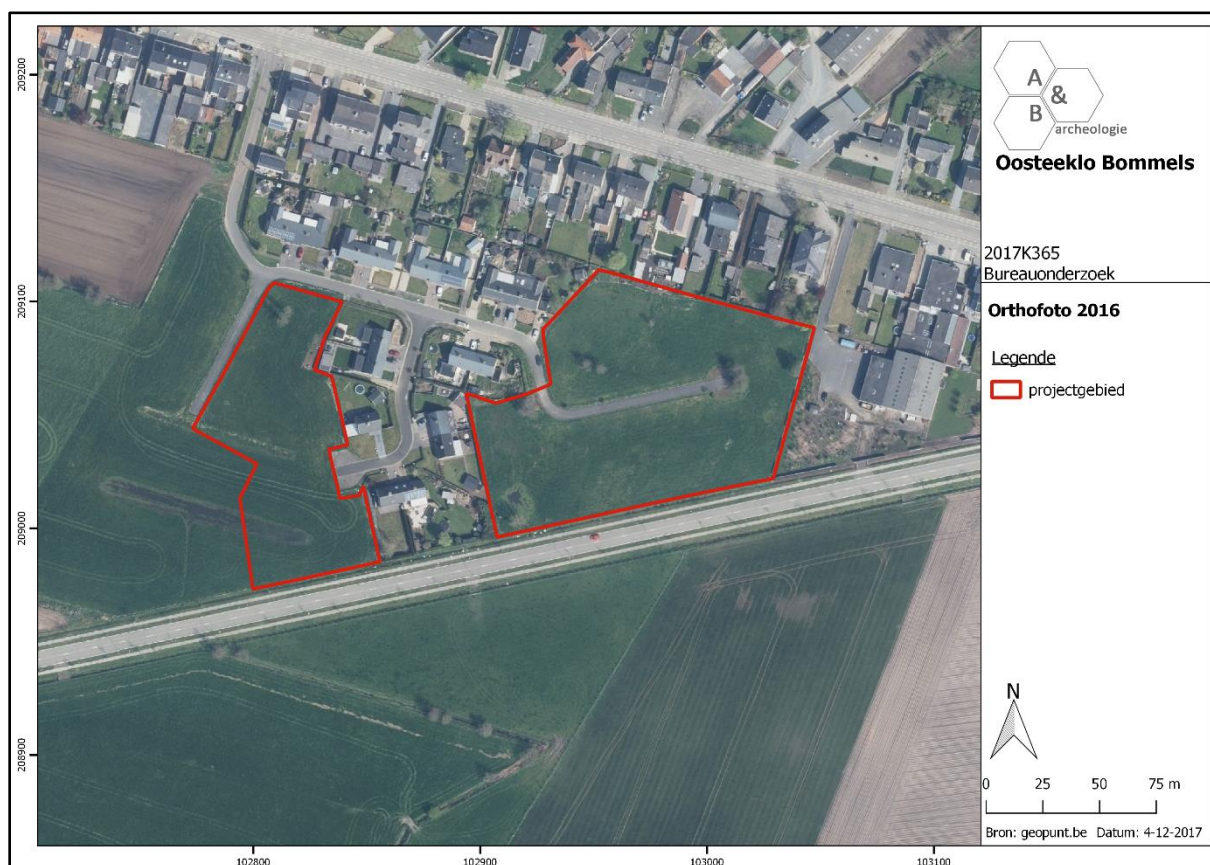 A
&
B
archeologie
Oosteeklo Bommels
2017K365
Bureauonderzoek
Orthofoto 2016
Legende
projectgebied
N
0 25 50 75 m
Bron: geopunt.be Datum: 4-12-2017
209200
209100
209000
208900
102800 102900 103000 103100